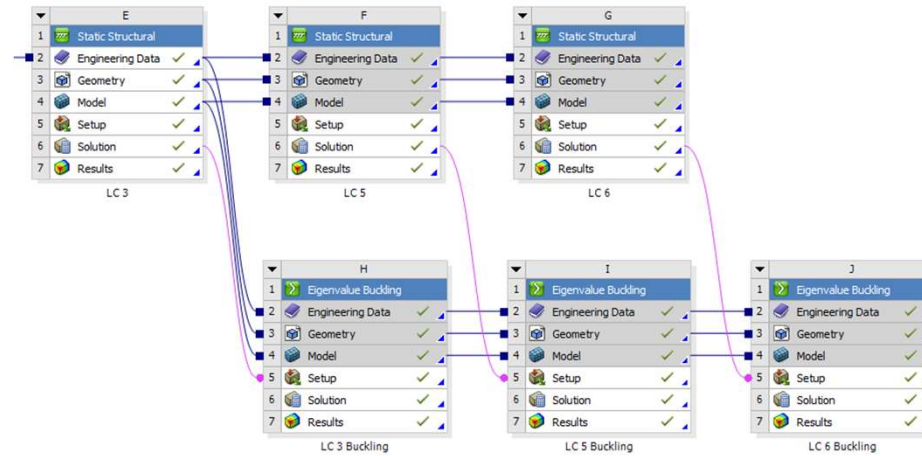 E
1 Static Structural
2 Engineering Data
3 Geometry
4 Model
5 Setup
6 Solution
7 Results
LC 3
F
1 Static Structural
2 Engineering Data
3 Geometry
4 Model
5 Setup
6 Solution
7 Results
LC 5
G
1 Static Structural
2 Engineering Data
3 Geometry
4 Model
5 Setup
6 Solution
7 Results
LC 6
H
1 Eigenvalue Buckling
2 Engineering Data
3 Geometry
4 Model
5 Setup
6 Solution
7 Results
LC 3 Buckling
I
1 Eigenvalue Buckling
2 Engineering Data
3 Geometry
4 Model
5 Setup
6 Solution
7 Results
LC 5 Buckling
J
1 Eigenvalue Buckling
2 Engineering Data
3 Geometry
4 Model
5 Setup
6 Solution
7 Results
LC 6 Buckling